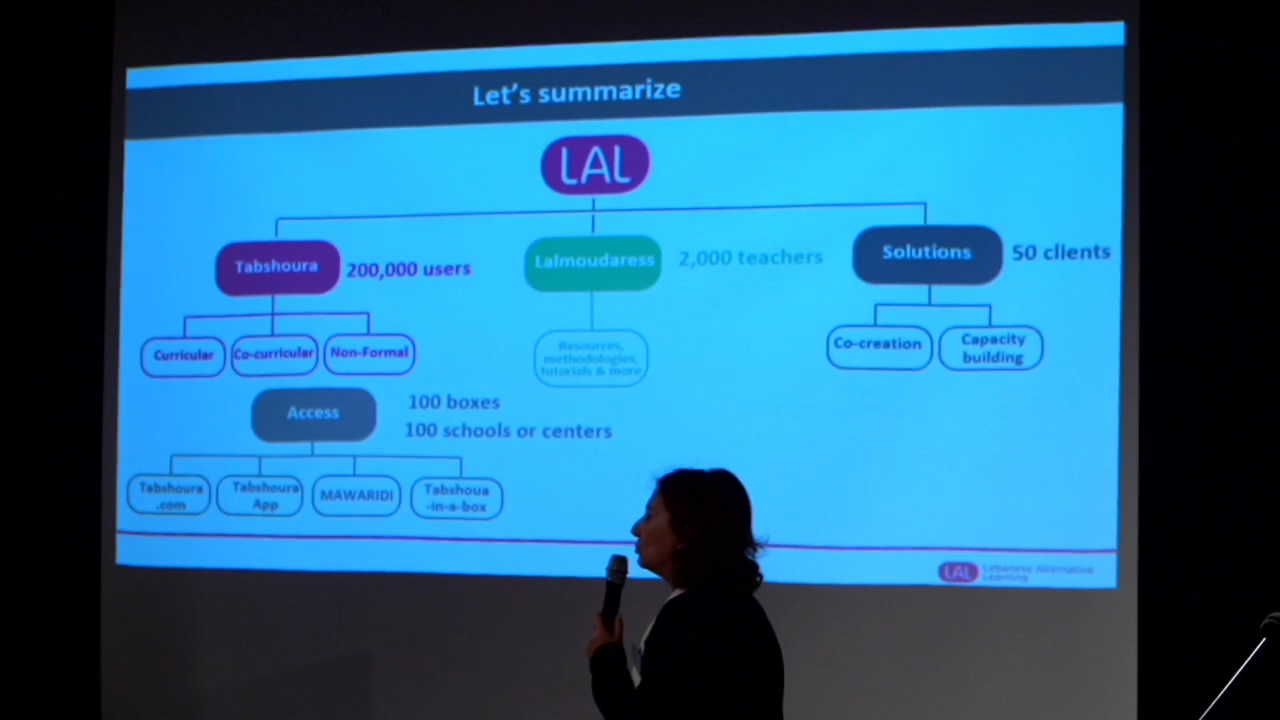 Let's summarize
LAL
Tabshoura
200,000 users
Lalmoudaress
2,000 teachers
Solutions
50 clients
Curricular
Co-curricular
Non-Formal
Resources,
methodologies,
tutorials & more
Co-creation
Capacity
building
Access
100 boxes
100 schools or centers
Tabshoura
.com
Tabshoura
App
MAWARIDI
Tabshoua
-in-a-box
LAL
Lebanese Alternative
Learning